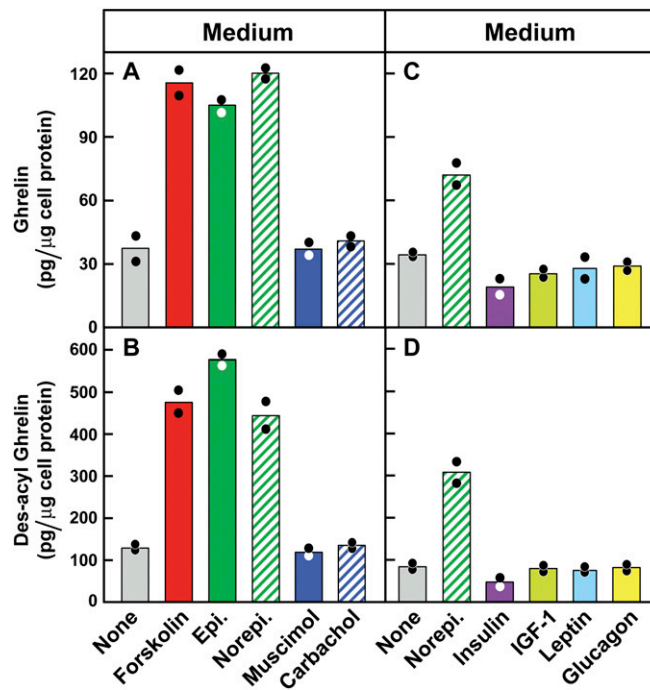 Medium
Medium
A
C
Ghrelin
(pg/μg cell protein)
120
90
60
30
0
B
D
Des-acyl Ghrelin
(pg/μg cell protein)
600
500
400
300
200
100
0
None
Forskolin
Epi.
Norepi.
Muscimol
Carbachol
None
Norepi.
Insulin
IGF-1
Leptin
Glucagon